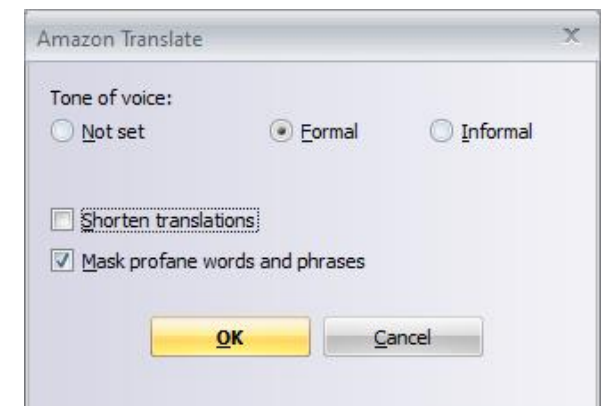 Amazon Translate
Tone of voice:
Not set Formal Informal
Shorten translations
Mask profane words and phrases
OK Cancel